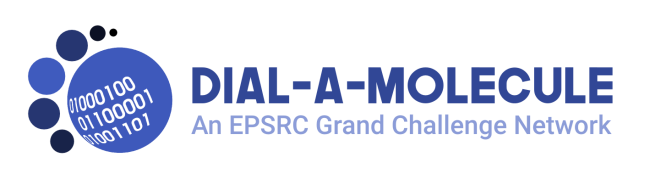 01000100
01100001
01001101
DIAL-A-MOLECULE
An EPSRC Grand Challenge Network